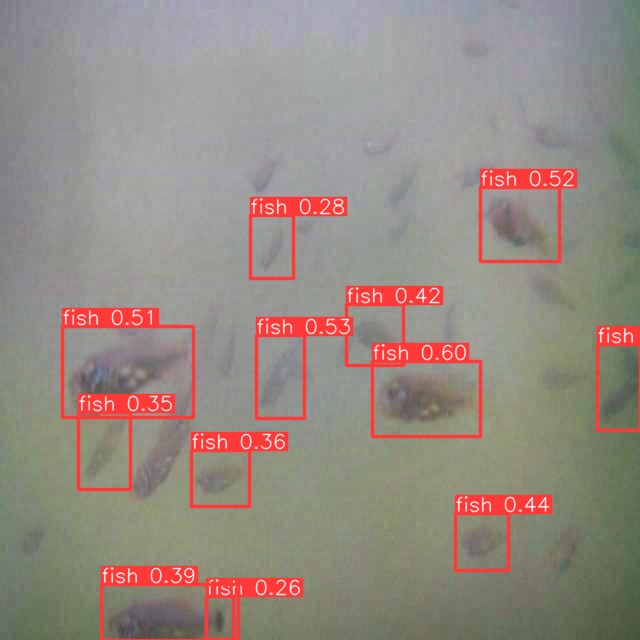 fish 0.52
fish 0.28
fish 0.42
fish 0.51
fish 0.53
fish
fish 0.60
fish 0.35
fish 0.36
fish 0.44
fish 0.39
fish 0.26